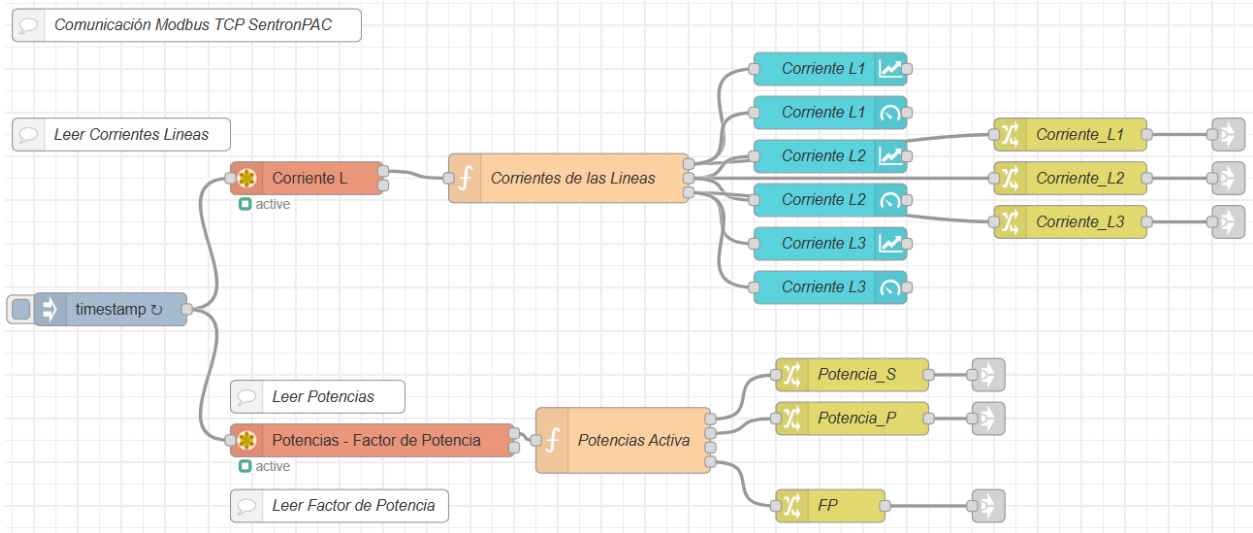 Comunicación Modbus TCP SentronPAC
Corriente L1
Corriente L1
Leer Corrientes Lineas
Corriente_L1
Corriente L2
Corriente L
Corrientes de las Lineas
Corriente_L2
active
Corriente L2
Corriente_L3
Corriente L3
Corriente L3
timestamp ↻
Potencia_S
Leer Potencias
Potencia_P
Potencias - Factor de Potencia
Potencias Activa
active
Leer Factor de Potencia
FP